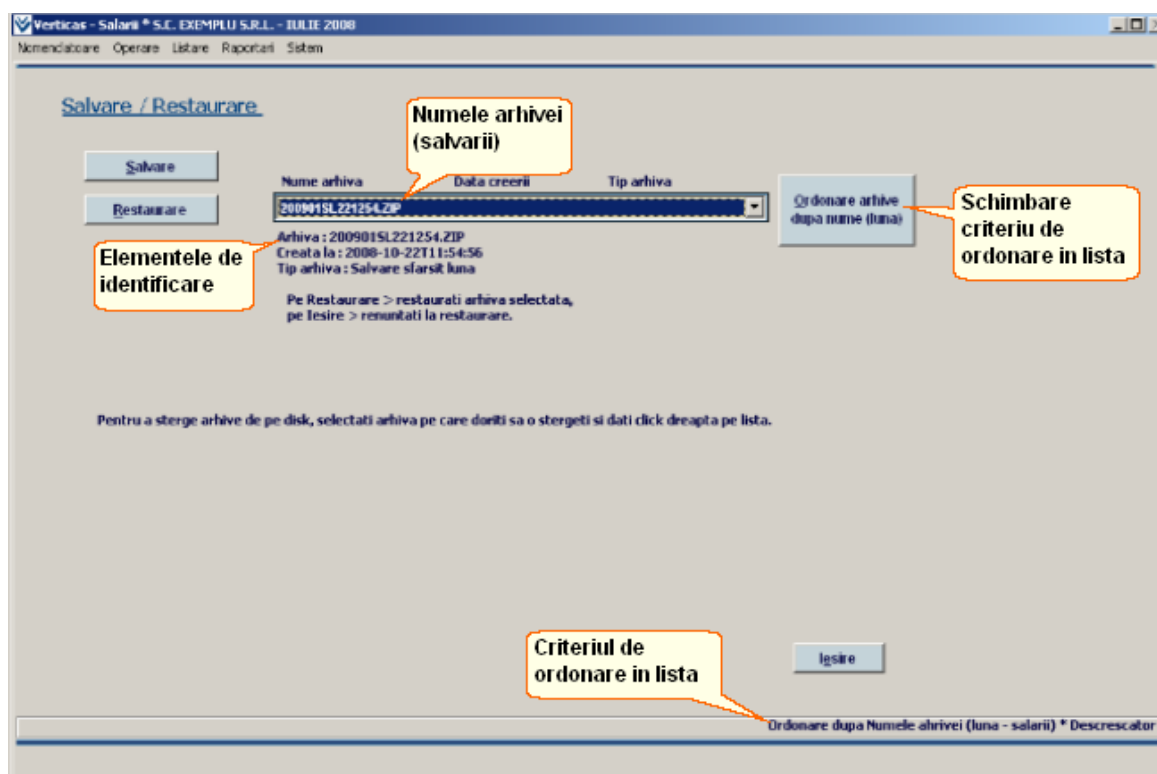 Verticas - Salarii * S.C. EXEMPLU S.R.L. - IULIE 2008
Nomenclatoare Operare Listare Raportari Sistem
Salvare / Restaurare
Numele arhivei
(salvarii)
Salvare
Nume arhiva Data creerii Tip arhiva
Restaurare
200901SL221254.ZIP
Ordonare arhive
dupa nume (luna)
Schimbare
criteriu de
ordonare in lista
Elementele de
identificare
Arhiva : 200901SL221254.ZIP
Creata la : 2008-10-22T11:54:56
Tip arhiva : Salvare sfarsit luna
Pe Restaurare > restaurati arhiva selectata,
pe Iesire > renuntati la restaurare.
Pentru a sterge arhive de pe disk, selectati arhiva pe care doriti sa o stergeti si dati click dreapta pe lista.
Criteriul de
ordonare in lista
Iesire
Ordonare dupa Numele ahrivei (luna - salarii) * Descrescator